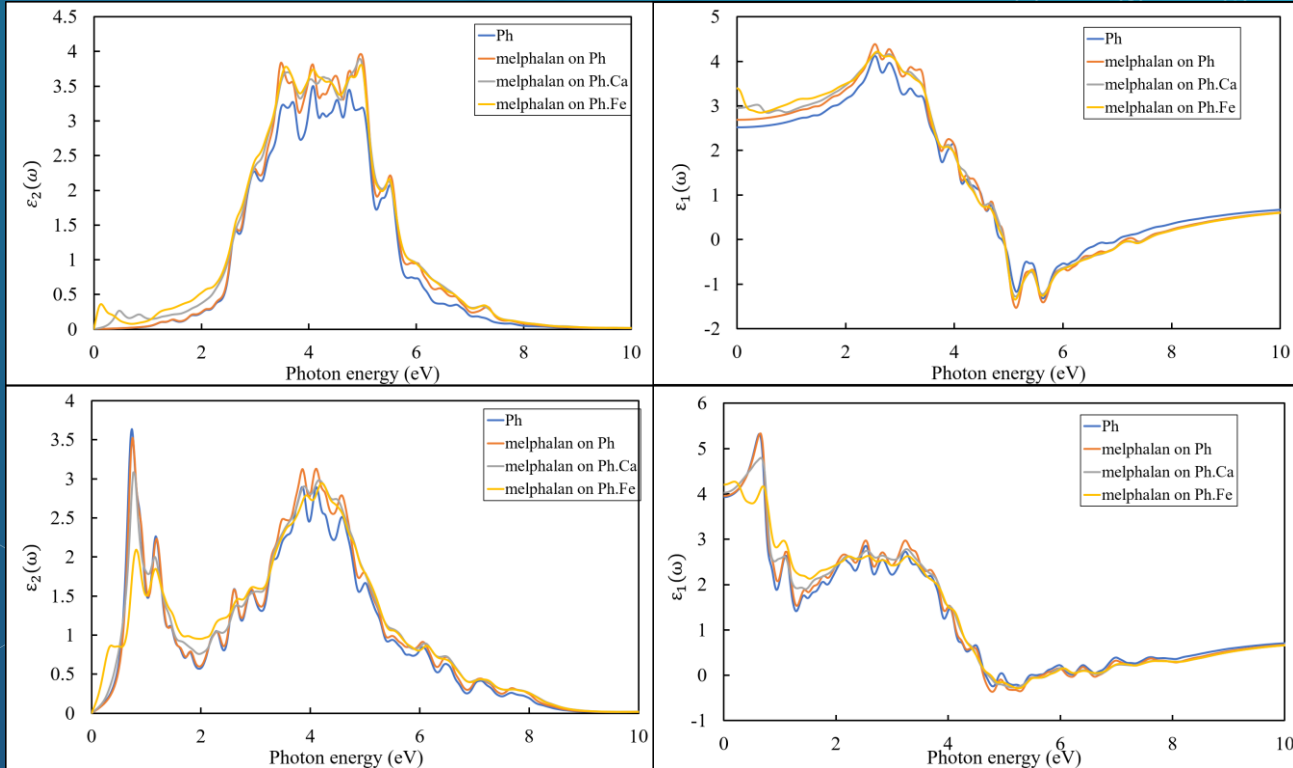 4.5
4
3.5
3
2.5
2
1.5
1
0.5
0
ε₂(ω)
0 2 4 6 8 10
Photon energy (eV)
Ph
melphalan on Ph
melphalan on Ph.Ca
melphalan on Ph.Fe
5
4
3
2
1
0
-1
-2
ε₁(ω)
0 2 4 6 8 10
Photon energy (eV)
Ph
melphalan on Ph
melphalan on Ph.Ca
melphalan on Ph.Fe
4
3.5
3
2.5
2
1.5
1
0.5
0
ε₂(ω)
0 2 4 6 8 10
Photon energy (eV)
Ph
melphalan on Ph
melphalan on Ph.Ca
melphalan on Ph.Fe
6
5
4
3
2
1
0
-1
ε₁(ω)
0 2 4 6 8 10
Photon energy (eV)
Ph
melphalan on Ph
melphalan on Ph.Ca
melphalan on Ph.Fe